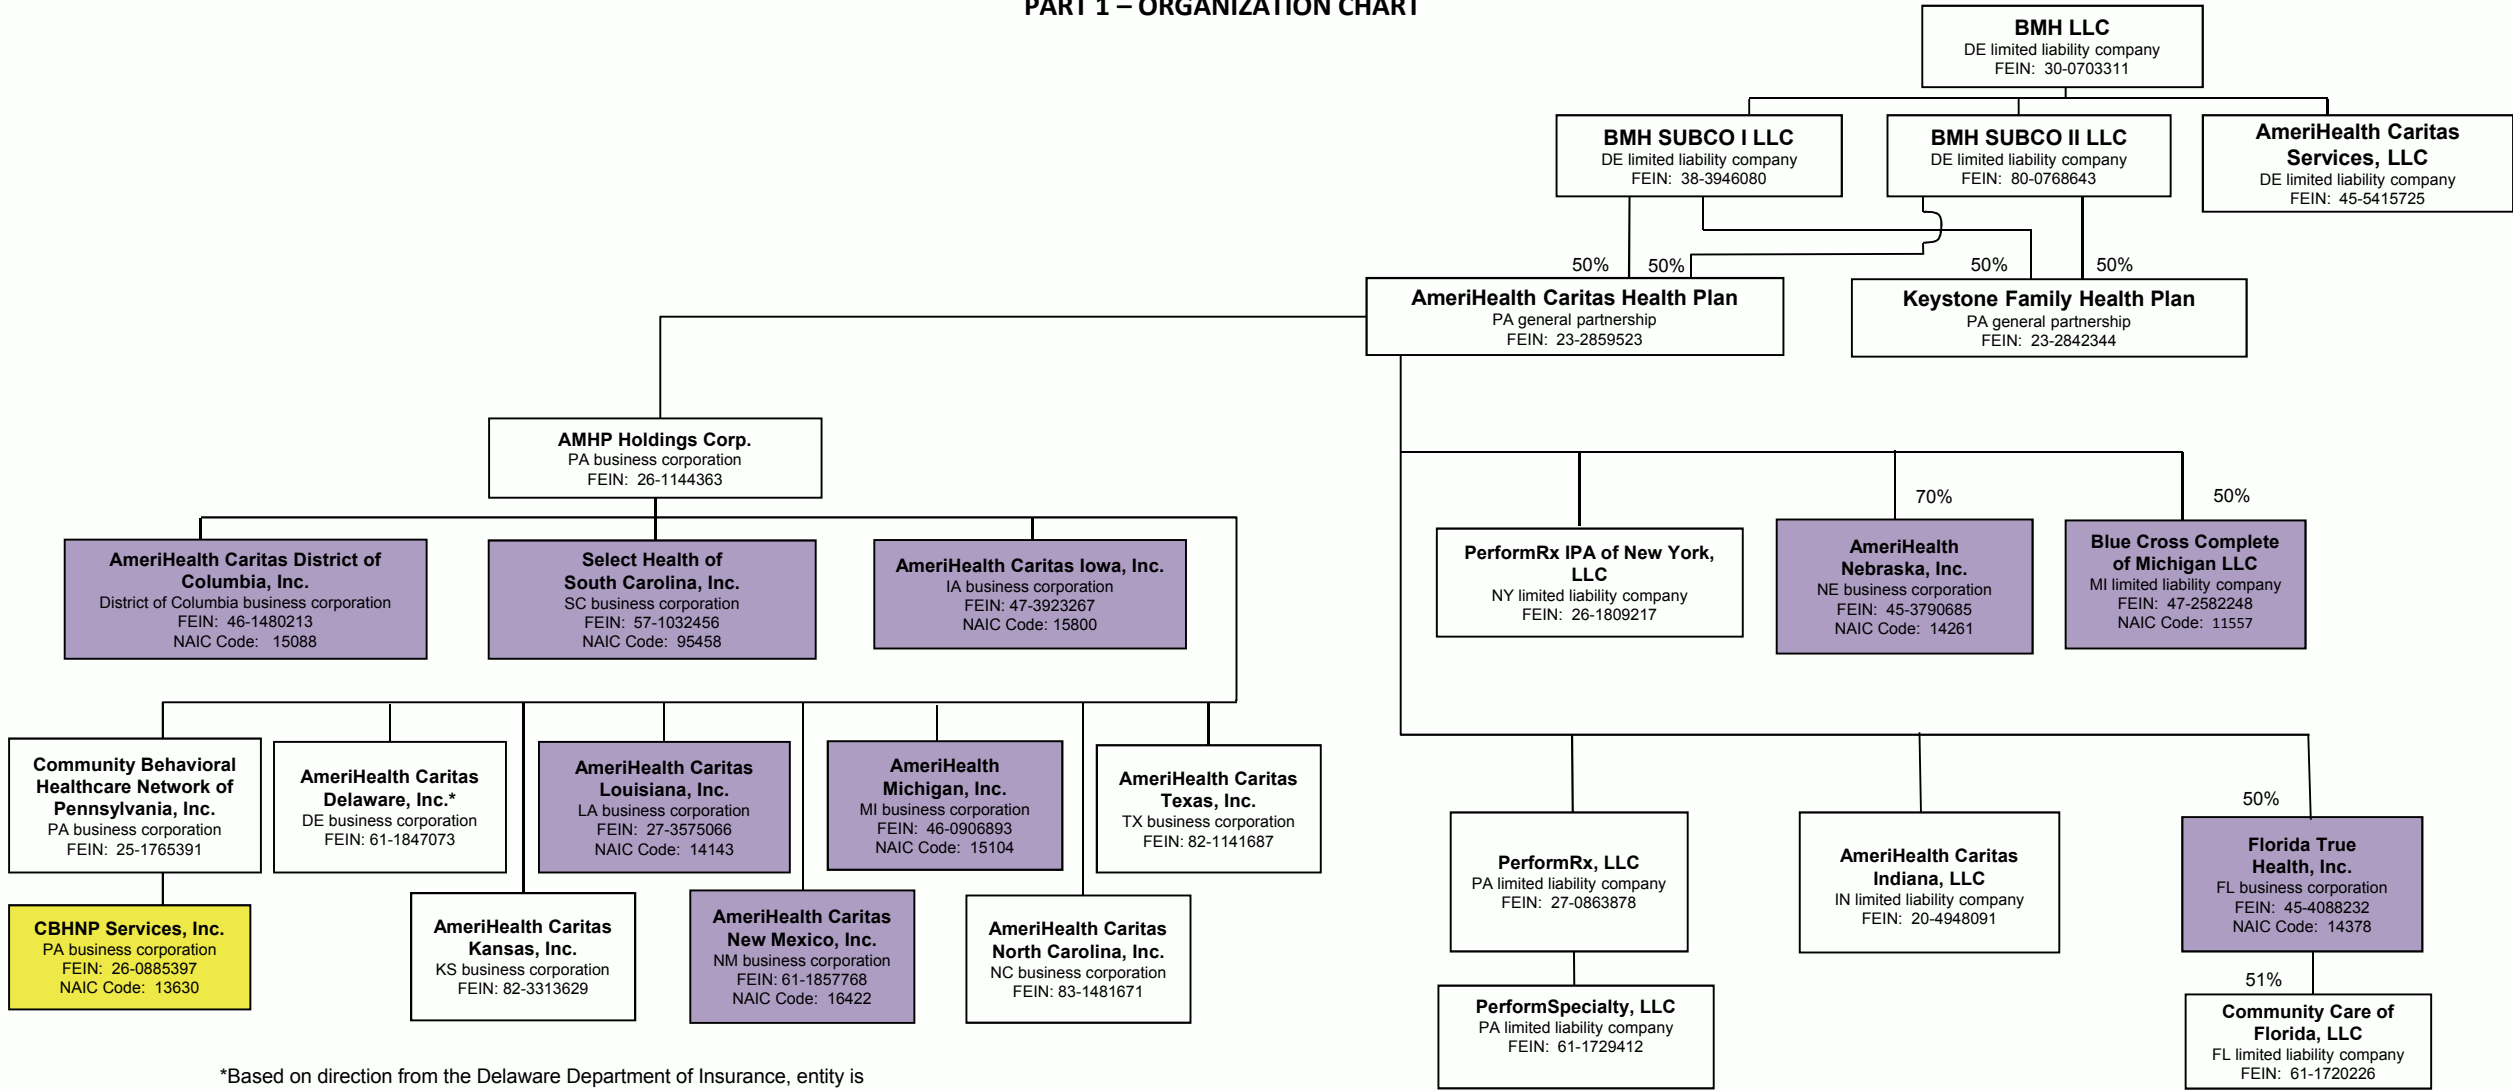 PART 1 – ORGANIZATION CHART
BMH LLC
DE limited liability company
FEIN: 30-0703311
BMH SUBCO I LLC
DE limited liability company
FEIN: 38-3946080
BMH SUBCO II LLC
DE limited liability company
FEIN: 80-0768643
AmeriHealth Caritas
Services, LLC
DE limited liability company
FEIN: 45-5415725
50%
50%
50%
50%
AmeriHealth Caritas Health Plan
PA general partnership
FEIN: 23-2859523
Keystone Family Health Plan
PA general partnership
FEIN: 23-2842344
AMHP Holdings Corp.
PA business corporation
FEIN: 26-1144363
70%
50%
AmeriHealth Caritas District of
Columbia, Inc.
District of Columbia business corporation
FEIN: 46-1480213
NAIC Code: 15088
Select Health of
South Carolina, Inc.
SC business corporation
FEIN: 57-1032456
NAIC Code: 95458
AmeriHealth Caritas Iowa, Inc.
IA business corporation
FEIN: 47-3923267
NAIC Code: 15800
PerformRx IPA of New York,
LLC
NY limited liability company
FEIN: 26-1809217
AmeriHealth
Nebraska, Inc.
NE business corporation
FEIN: 45-3790685
NAIC Code: 14261
Blue Cross Complete
of Michigan LLC
MI limited liability company
FEIN: 47-2582248
NAIC Code: 11557
Community Behavioral
Healthcare Network of
Pennsylvania, Inc.
PA business corporation
FEIN: 25-1765391
AmeriHealth Caritas
Delaware, Inc.*
DE business corporation
FEIN: 61-1847073
AmeriHealth Caritas
Louisiana, Inc.
LA business corporation
FEIN: 27-3575066
NAIC Code: 14143
AmeriHealth
Michigan, Inc.
MI business corporation
FEIN: 46-0906893
NAIC Code: 15104
AmeriHealth Caritas
Texas, Inc.
TX business corporation
FEIN: 82-1141687
PerformRx, LLC
PA limited liability company
FEIN: 27-0863878
AmeriHealth Caritas
Indiana, LLC
IN limited liability company
FEIN: 20-4948091
50%
Florida True
Health, Inc.
FL business corporation
FEIN: 45-4088232
NAIC Code: 14378
CBHNP Services, Inc.
PA business corporation
FEIN: 26-0885397
NAIC Code: 13630
AmeriHealth Caritas
Kansas, Inc.
KS business corporation
FEIN: 82-3313629
AmeriHealth Caritas
New Mexico, Inc.
NM business corporation
FEIN: 61-1857768
NAIC Code: 16422
AmeriHealth Caritas
North Carolina, Inc.
NC business corporation
FEIN: 83-1481671
PerformSpecialty, LLC
PA limited liability company
FEIN: 61-1729412
51%
Community Care of
Florida, LLC
FL limited liability company
FEIN: 61-1720226
*Based on direction from the Delaware Department of Insurance, entity is